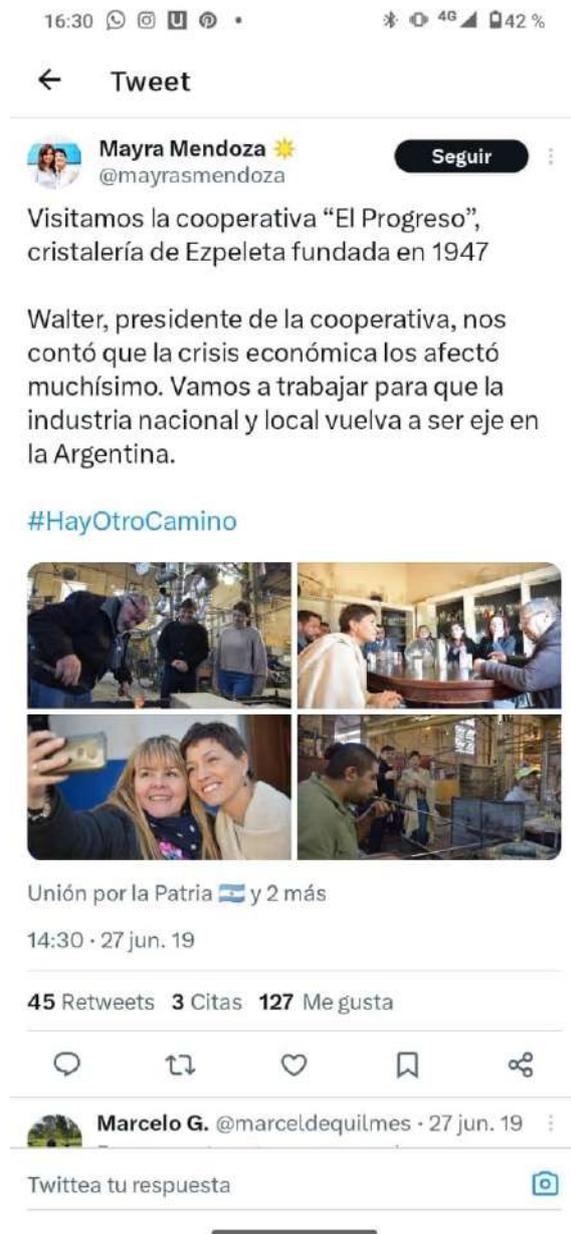 16:30
4G
42 %
Tweet
Mayra Mendoza
@mayrasmendoza
Seguir
Visitamos la cooperativa “El Progreso”,
cristalería de Ezpeleta fundada en 1947
Walter, presidente de la cooperativa, nos
contó que la crisis económica los afectó
muchísimo. Vamos a trabajar para que la
industria nacional y local vuelva a ser eje en
la Argentina.
#HayOtroCamino
Unión por la Patria 🇦🇷 y 2 más
14:30 · 27 jun. 19
45 Retweets 3 Citas 127 Me gusta
Marcelo G. @marceldequilmes · 27 jun. 19
Twittea tu respuesta